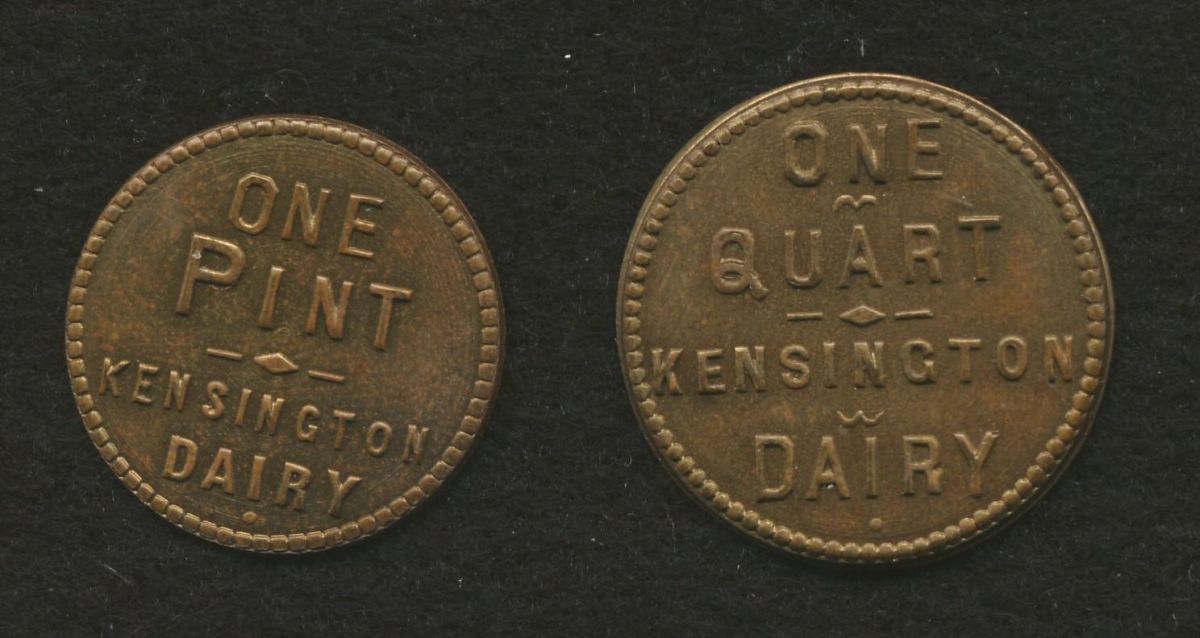 ONE
PINT
KENSINGTON
DAIRY
ONE
QUART
KENSINGTON
DAIRY